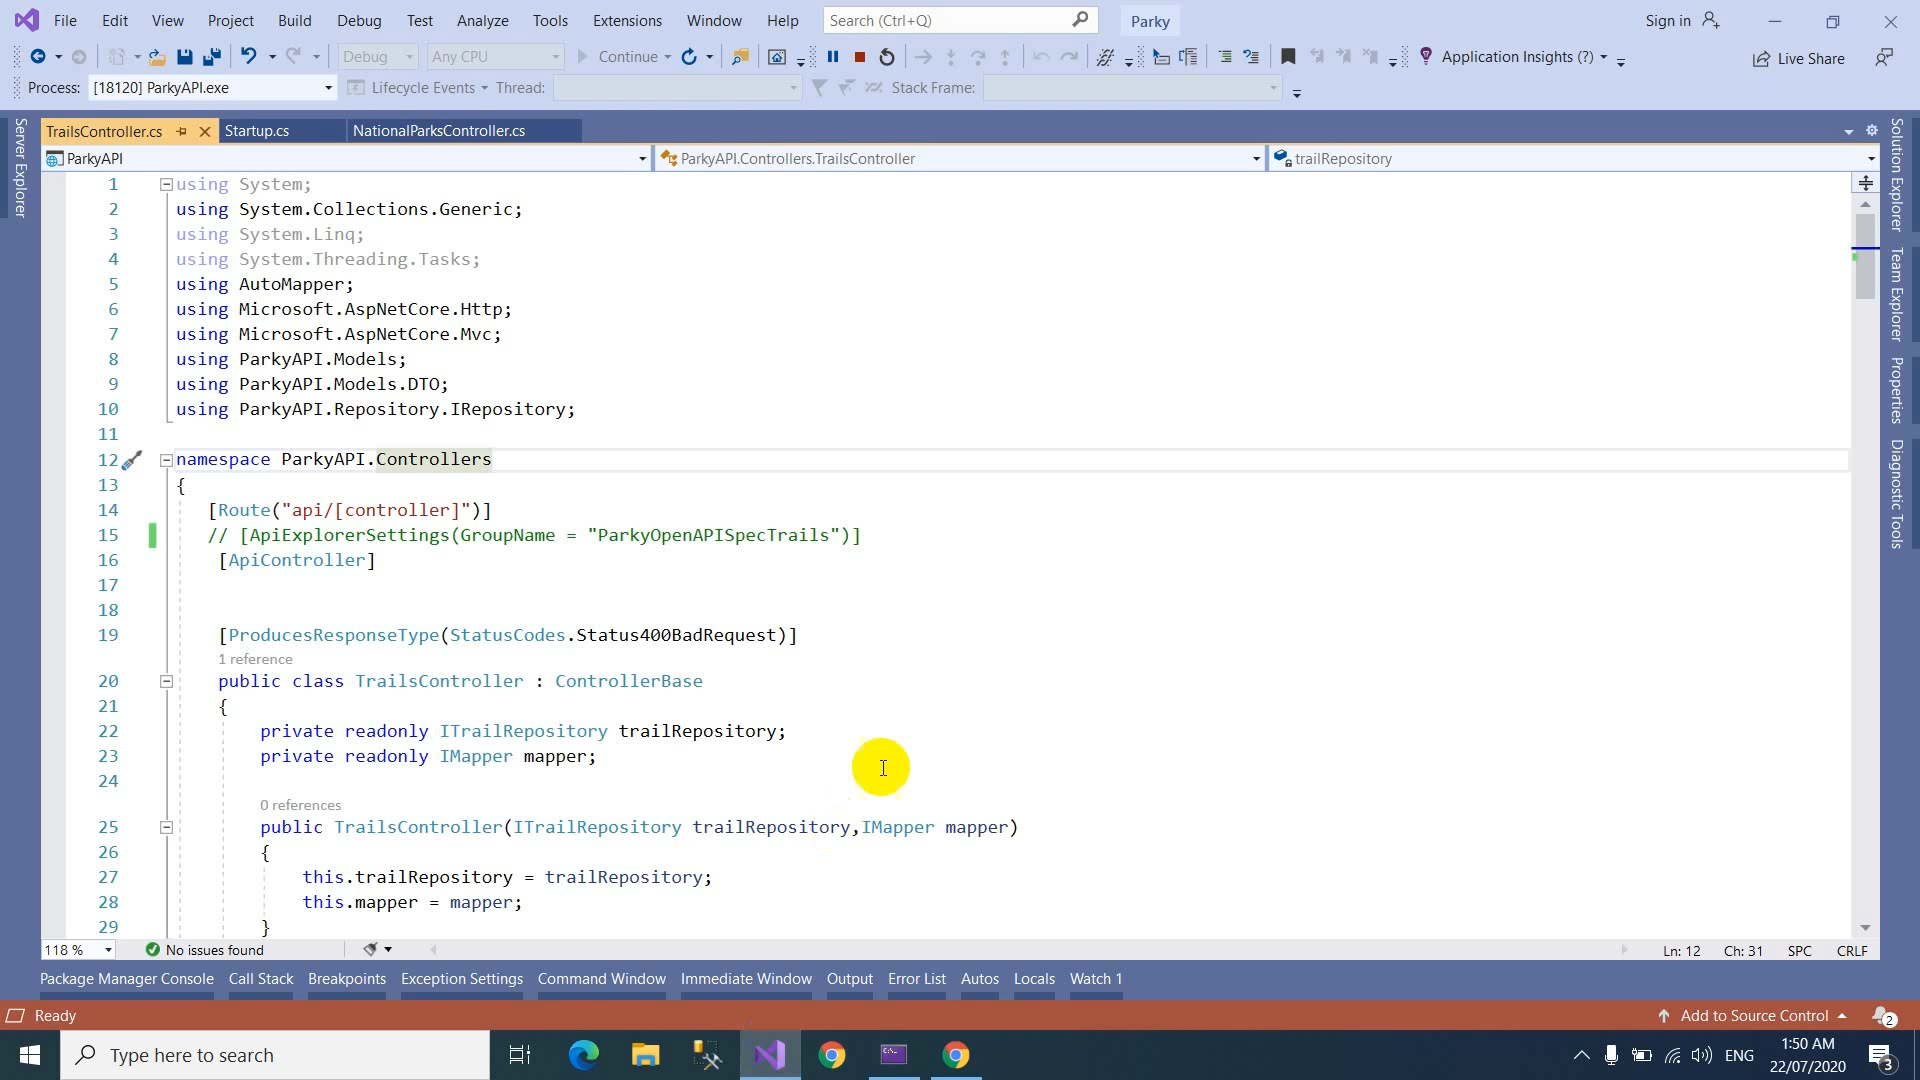 File Edit View Project Build Debug Test Analyze Tools Extensions Window Help Search (Ctrl+Q) Parky Sign in
Debug Any CPU Continue Application Insights (?) Live Share
Process: [18120] ParkyAPI.exe Lifecycle Events Thread: Stack Frame:
Server Explorer
TrailsController.cs Startup.cs NationalParksController.cs
ParkyAPI ParkyAPI.Controllers.TrailsController trailRepository
1 using System;
2 using System.Collections.Generic;
3 using System.Linq;
4 using System.Threading.Tasks;
5 using AutoMapper;
6 using Microsoft.AspNetCore.Http;
7 using Microsoft.AspNetCore.Mvc;
8 using ParkyAPI.Models;
9 using ParkyAPI.Models.DTO;
10 using ParkyAPI.Repository.IRepository;
11
12 namespace ParkyAPI.Controllers
13 {
14 [Route("api/[controller]")]
15 // [ApiExplorerSettings(GroupName = "ParkyOpenAPISpecTrails")]
16 [ApiController]
17
18
19 [ProducesResponseType(StatusCodes.Status400BadRequest)]
1 reference
20 public class TrailsController : ControllerBase
21 {
22 private readonly ITrailRepository trailRepository;
23 private readonly IMapper mapper;
24
0 references
25 public TrailsController(ITrailRepository trailRepository,IMapper mapper)
26 {
27 this.trailRepository = trailRepository;
28 this.mapper = mapper;
29 }
Solution Explorer
Team Explorer
Properties
Diagnostic Tools
118 % No issues found Ln: 12 Ch: 31 SPC CRLF
Package Manager Console Call Stack Breakpoints Exception Settings Command Window Immediate Window Output Error List Autos Locals Watch 1
Ready Add to Source Control 2
Type here to search ENG 1:50 AM
22/07/2020 3